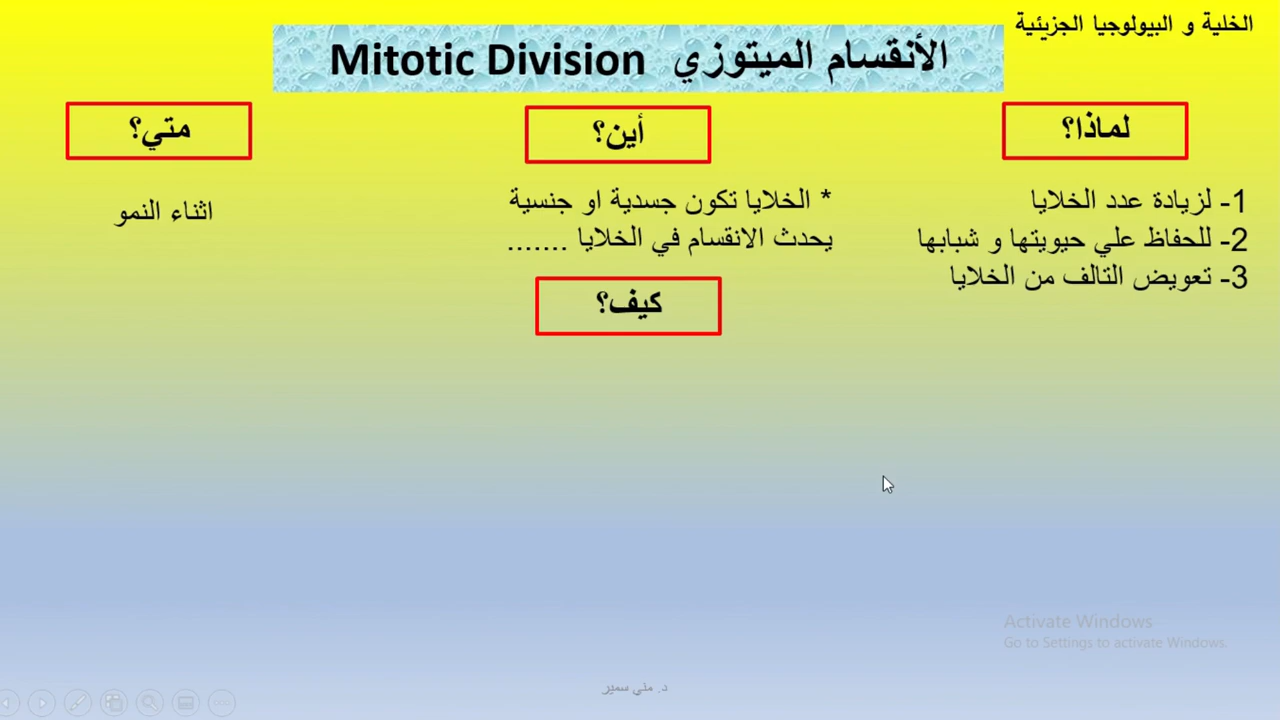 الخلية و البيولوجيا الجزيئية
الأنقسام الميتوزي Mitotic Division
لماذا؟
أين؟
متي؟
1- لزيادة عدد الخلايا
2- للحفاظ علي حيويتها و شبابها
3- تعويض التالف من الخلايا
* الخلايا تكون جسدية او جنسية
يحدث الانقسام في الخلايا .......
اثناء النمو
كيف؟
Activate Windows
Go to Settings to activate Windows.
د. مني سمير